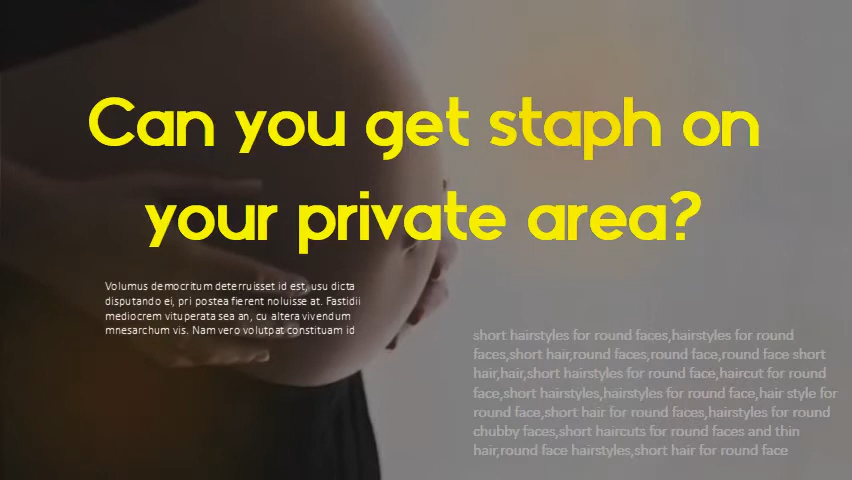 Can you get staph on
your private area?
Volumus democritum deterruisset id est, usu dicta
disputando ei, pri postea fierent noluisse at. Fastidii
mediocrem vituperata sea an, cu altera vivendum
mnesarchum vis. Nam vero volutpat constituam id
short hairstyles for round faces,hairstyles for round
faces,short hair,round faces,round face,round face short
hair,hair,short hairstyles for round face,haircut for round
face,short hairstyles,hairstyles for round face,hair style for
round face,short hair for round faces,hairstyles for round
chubby faces,short haircuts for round faces and thin
hair,round face hairstyles,short hair for round face